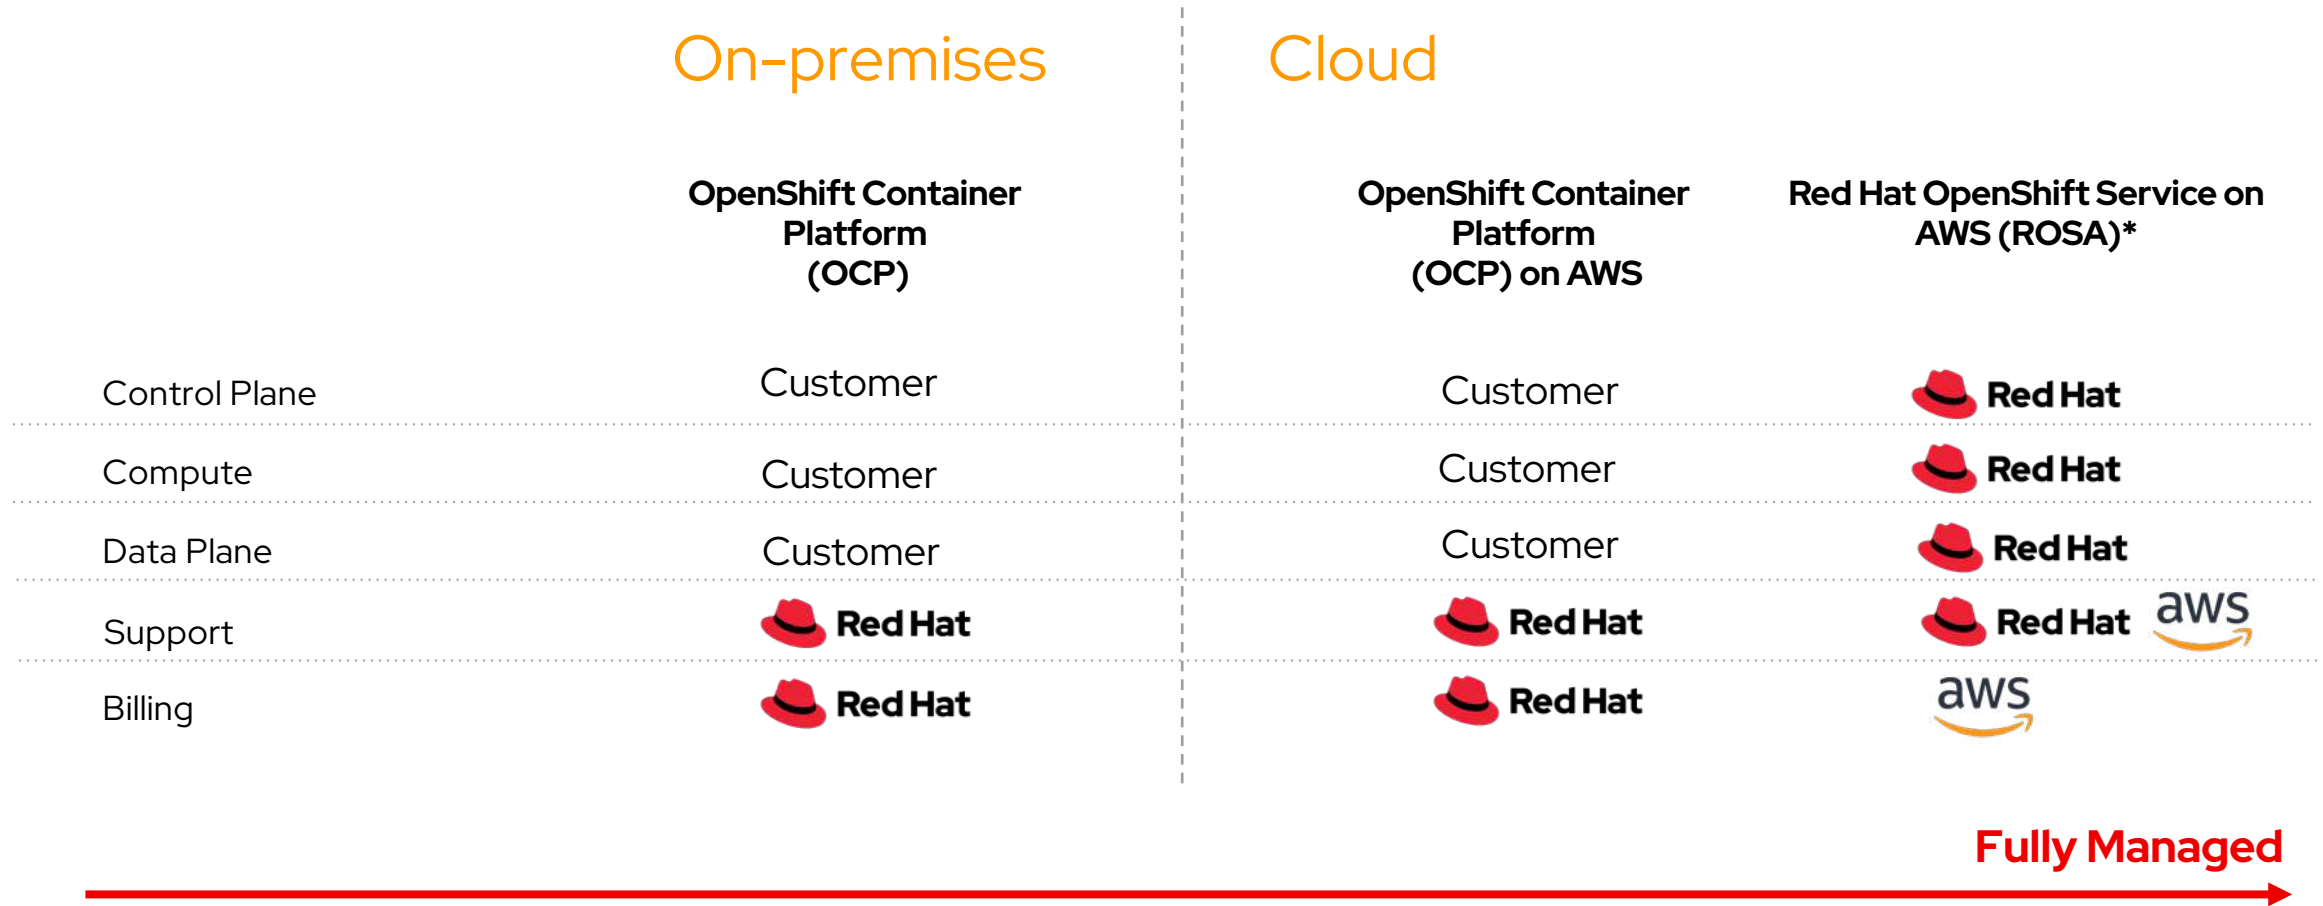 On-premises
Cloud
OpenShift Container
Platform
(OCP)
OpenShift Container
Platform
(OCP) on AWS
Red Hat OpenShift Service on
AWS (ROSA)*
Control Plane
Customer
Customer
Red Hat
Compute
Customer
Customer
Red Hat
Data Plane
Customer
Customer
Red Hat
Support
Red Hat
Red Hat
Red Hat
aws
Billing
Red Hat
Red Hat
aws
Fully Managed